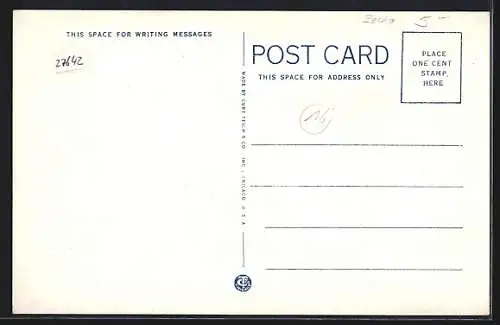 THIS SPACE FOR WRITING MESSAGES
27642
5-
POST CARD
THIS SPACE FOR ADDRESS ONLY
PLACE
ONE CENT
STAMP
HERE
MADE BY CURT TEICH & CO., INC., CHICAGO, U.S.A.